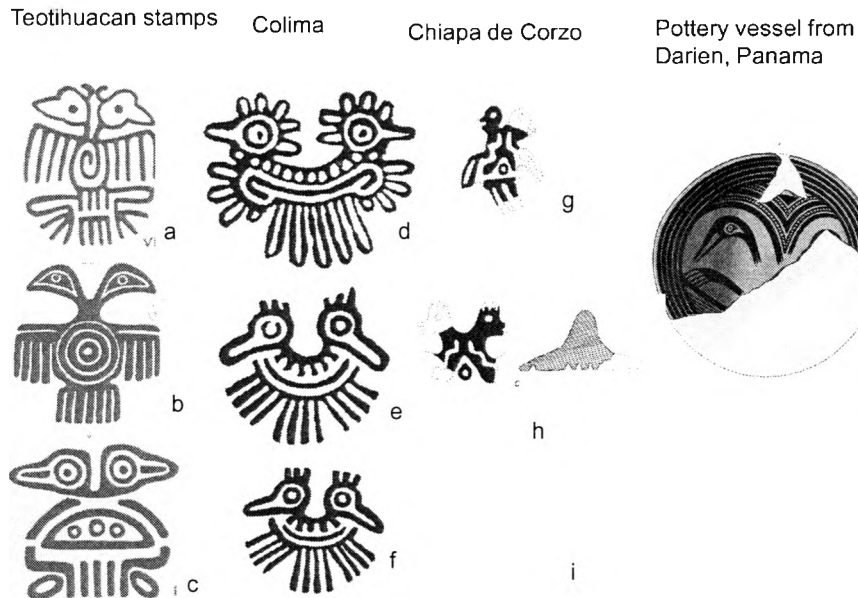 Teotihuacan stamps
Colima
Chiapa de Corzo
Pottery vessel from
Darien, Panama
a
d
g
b
e
h
c
f
i